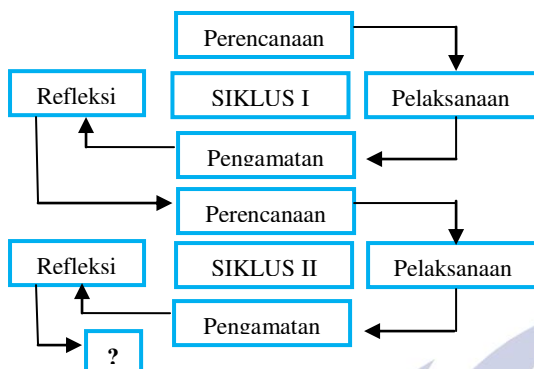 Perencanaan
Refleksi
SIKLUS I
Pelaksanaan
Pengamatan
Perencanaan
Refleksi
SIKLUS II
Pelaksanaan
Pengamatan
?